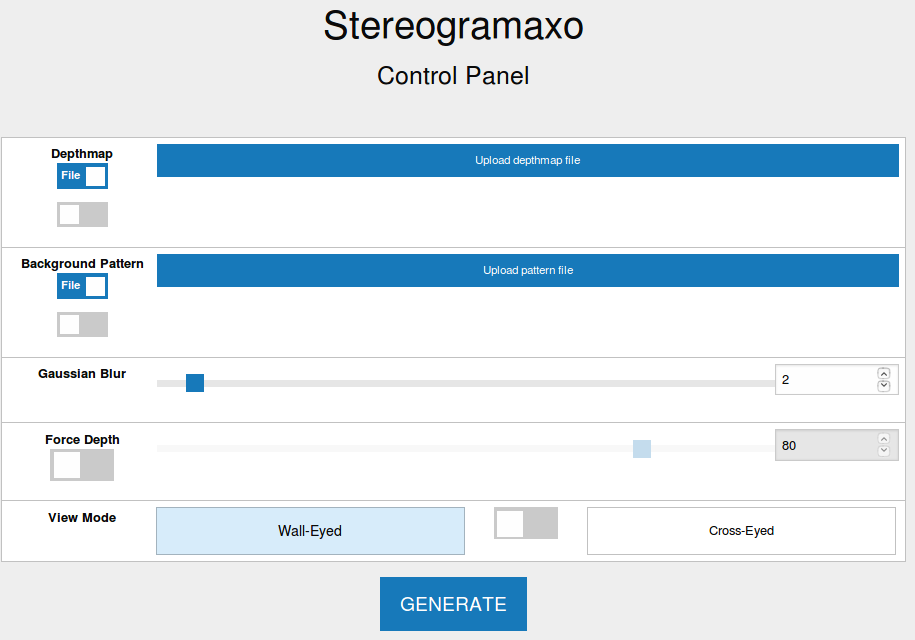 Stereogramaxo
Control Panel
Depthmap
File
Upload depthmap file
Background Pattern
File
Upload pattern file
Gaussian Blur
2
Force Depth
80
View Mode
Wall-Eyed
Cross-Eyed
GENERATE